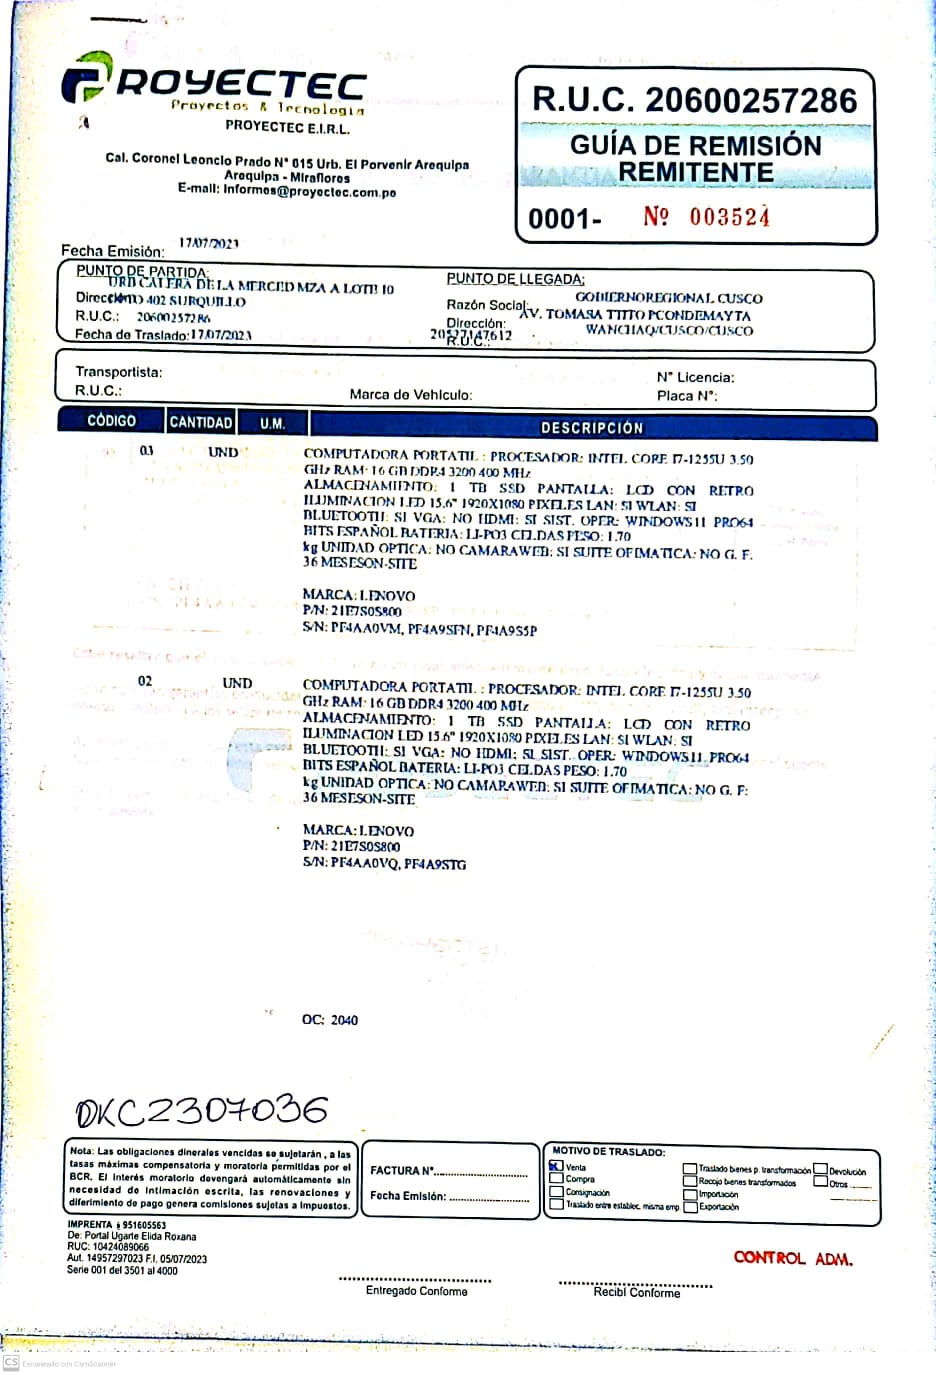 PROYECTEC
Proyectos & Tecnología
PROYECTEC E.I.R.L.
Cal. Coronel Leoncio Prado N° 615 Urb. El Porvenir Arequipa
Arequipa - Miraflores
E-mail: Informes@proyectec.com.pe
R.U.C. 20600257286
GUÍA DE REMISIÓN
REMITENTE
0001- Nº 003524
Fecha Emisión: 17/07/2023
PUNTO DE PARTIDA:
URB CALERA DE LA MERCED MZA A LOTE 10
Dirección: 402 SURQUILLO
R.U.C.: 20600257286
Fecha de Traslado: 17/07/2023
PUNTO DE LLEGADA:
Razón Social: GOBIERNO REGIONAL CUSCO
Dirección: AV. TOMASA TTITO PCONDEMAYTA
WANCHAQ/CUSCO/CUSCO
R.U.C.: 20527147612
Transportista:
R.U.C.:
Marca de Vehículo:
N° Licencia:
Placa N°:
CÓDIGO CANTIDAD U.M. DESCRIPCIÓN
03 UND COMPUTADORA PORTATIL : PROCESADOR: INTEL CORE I7-1255U 3.50
GHz RAM: 16 GB DDR4 3200 400 MHz
ALMACENAMIENTO: 1 TB SSD PANTALLA: LCD CON RETRO
ILUMINACION LED 15.6" 1920X1080 PIXELES LAN: SI WLAN: SI
BLUETOOTH: SI VGA: NO HDMI: SI SIST. OPER: WINDOWS11 PRO64
BITS ESPAÑOL BATERIA: LI-PO3 CELDAS PESO: 1.70
kg UNIDAD OPTICA: NO CAMARAWEB: SI SUITE OFIMATICA: NO G. F.
36 MESESON-SITE
MARCA: LENOVO
P/N: 21E7S0S800
S/N: PF4AA0VM, PF4A9SFN, PF4A9S5P
02 UND COMPUTADORA PORTATIL : PROCESADOR: INTEL CORE I7-1255U 3.50
GHz RAM: 16 GB DDR4 3200 400 MHz
ALMACENAMIENTO: 1 TB SSD PANTALLA: LCD CON RETRO
ILUMINACION LED 15.6" 1920X1080 PIXELES LAN: SI WLAN: SI
BLUETOOTH: SI VGA: NO HDMI: SI SIST. OPER: WINDOWS11 PRO64
BITS ESPAÑOL BATERIA: LI-PO3 CELDAS PESO: 1.70
kg UNIDAD OPTICA: NO CAMARAWEB: SI SUITE OFIMATICA: NO G. F:
36 MESESON-SITE
MARCA: LENOVO
P/N: 21E7S0S800
S/N: PF4AA0VQ, PF4A9STG
OC: 2040
DKC2307036
Nota: Las obligaciones dinerales vencidas se sujetarán, a las
tasas máximas compensatoria y moratoria permitidas por el
BCR. El Interés moratorio devengará automáticamente sin
necesidad de intimación escrita, las renovaciones y
diferimiento de pago genera comisiones sujetas a impuestos.
FACTURA N°
Fecha Emisión:
MOTIVO DE TRASLADO:
Venta
Compra
Consignación
Traslado entre establec. misma emp
Traslado bienes p. transformación
Recojo bienes transformados
Importación
Exportación
Devolución
Otros
IMPRENTA 951605563
De: Portal Ugarte Elida Roxana
RUC: 10424089066
Aut. 14957297023 F.I. 05/07/2023
Serie 001 del 3501 al 4000
CONTROL ADM.
Entregado Conforme
Recibí Conforme
CS Escaneado con CamScanner